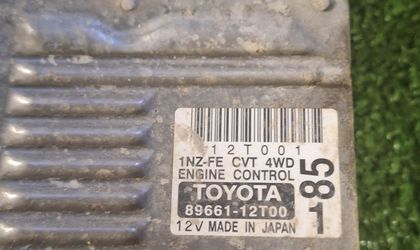 12T001
1NZ-FE CVT 4WD
ENGINE CONTROL
TOYOTA
89661-12T00
12V MADE IN JAPAN
185